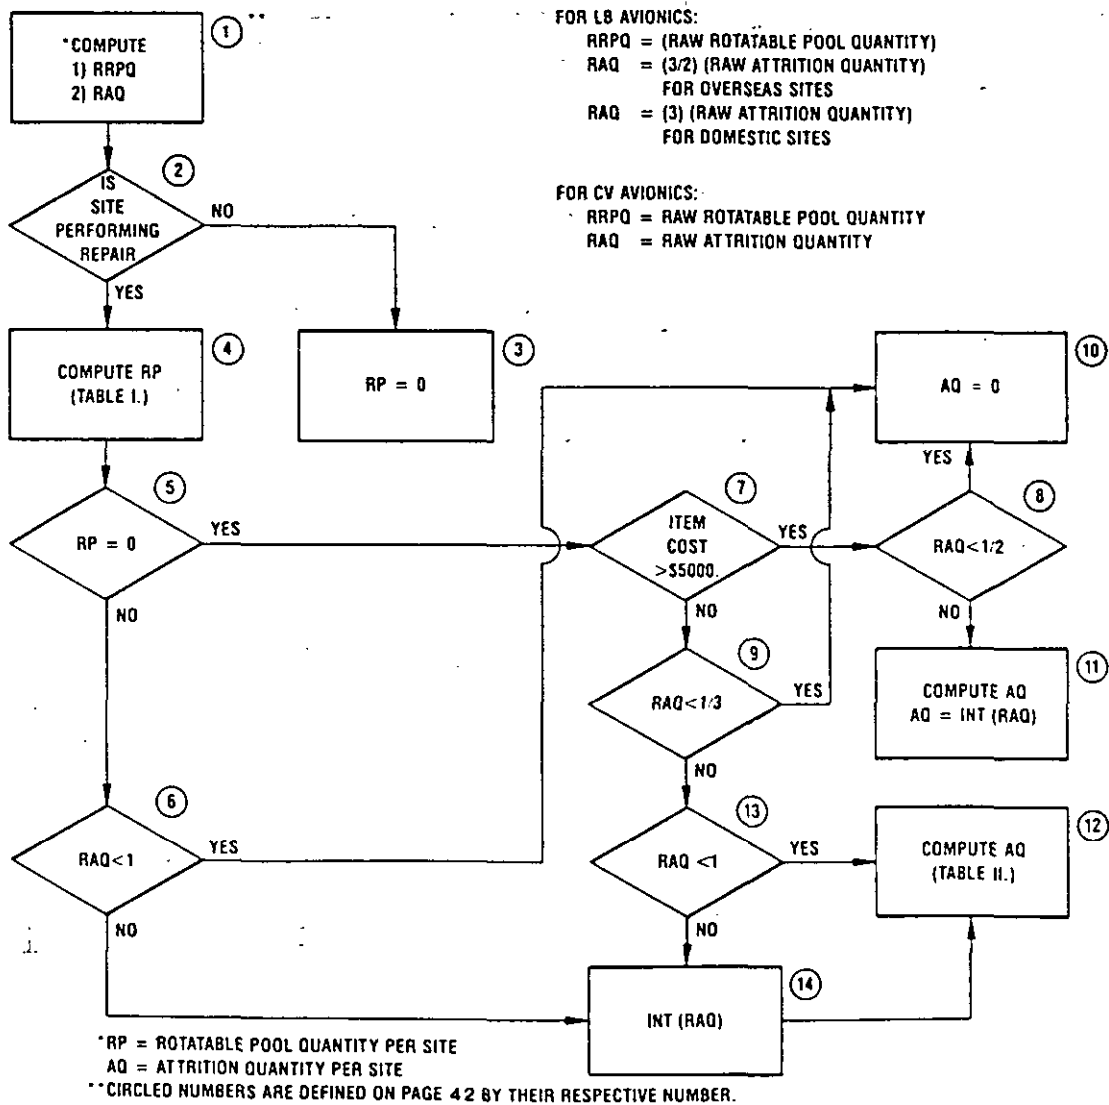 *COMPUTE
1) RRPQ
2) RAQ
1
**
FOR LB AVIONICS:
RRPQ = (RAW ROTATABLE POOL QUANTITY)
RAQ = (3/2) (RAW ATTRITION QUANTITY)
FOR OVERSEAS SITES
RAQ = (3) (RAW ATTRITION QUANTITY)
FOR DOMESTIC SITES
FOR CV AVIONICS:
RRPQ = RAW ROTATABLE POOL QUANTITY
RAQ = RAW ATTRITION QUANTITY
2
IS
SITE
PERFORMING
REPAIR
NO
YES
4
COMPUTE RP
(TABLE I.)
3
RP = 0
10
AQ = 0
YES
5
RP = 0
YES
NO
7
ITEM
COST
>$5000.
YES
NO
8
RAQ<1/2
NO
9
RAQ<1/3
YES
NO
11
COMPUTE AQ
AQ = INT (RAQ)
6
RAQ<1
YES
NO
13
RAQ <1
YES
NO
12
COMPUTE AQ
(TABLE II.)
14
INT (RAQ)
*RP = ROTATABLE POOL QUANTITY PER SITE
AQ = ATTRITION QUANTITY PER SITE
**CIRCLED NUMBERS ARE DEFINED ON PAGE 42 BY THEIR RESPECTIVE NUMBER.